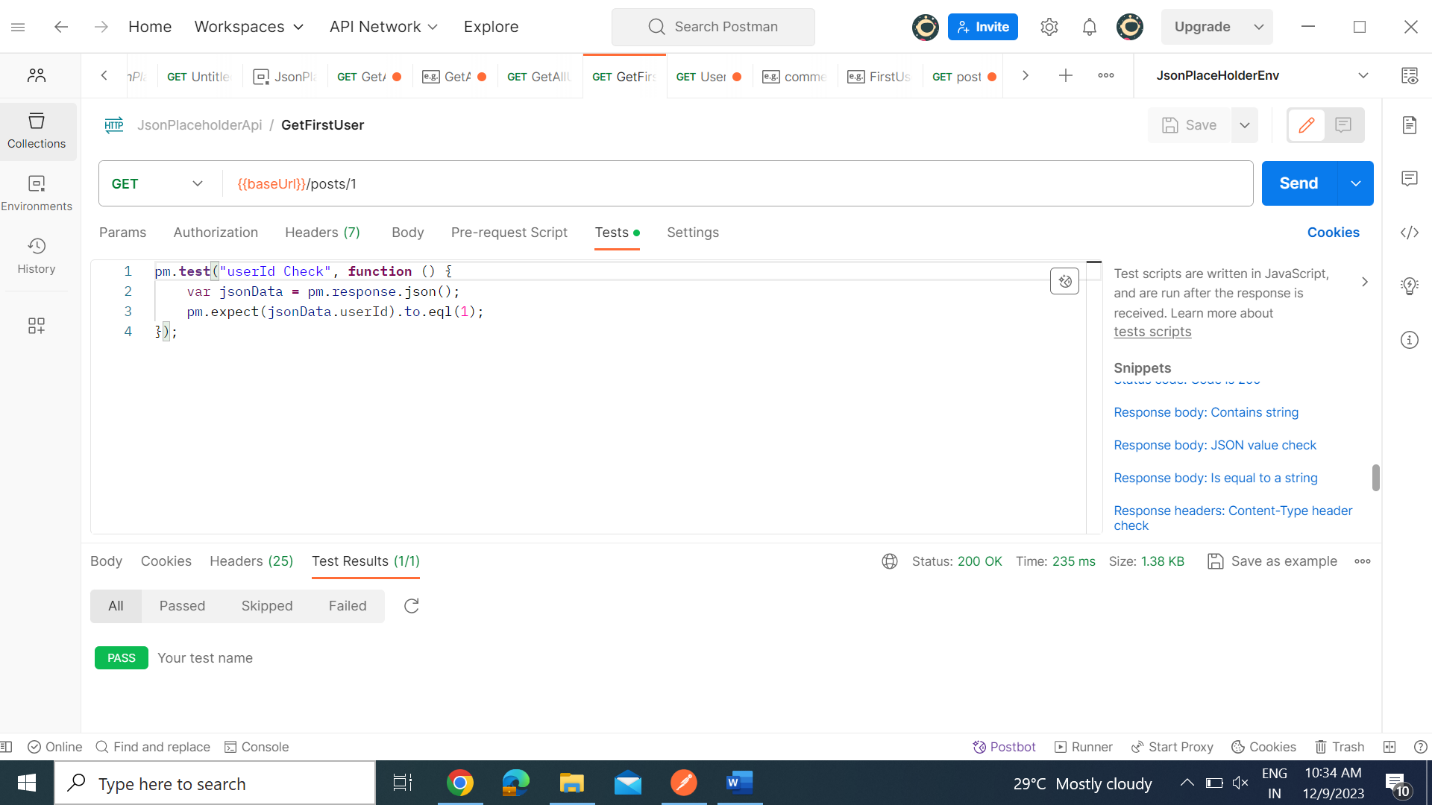 Home Workspaces API Network Explore Search Postman Invite Upgrade
GET Untitle JsonPla GET GetA e.g. GetA GET GetAllU GET GetFirs GET User e.g. comme e.g. FirstUs GET post JsonPlaceHolderEnv
HTTP JsonPlaceholderApi / GetFirstUser Save
Collections
GET {{baseUrl}}/posts/1 Send
Environments
Params Authorization Headers (7) Body Pre-request Script Tests Settings Cookies
History
1 pm.test("userId Check", function () {
2 var jsonData = pm.response.json();
3 pm.expect(jsonData.userId).to.eql(1);
4 });
Test scripts are written in JavaScript,
and are run after the response is
received. Learn more about
tests scripts
Snippets
Status code: Code is 200
Response body: Contains string
Response body: JSON value check
Response body: Is equal to a string
Response headers: Content-Type header
check
Body Cookies Headers (25) Test Results (1/1) Status: 200 OK Time: 235 ms Size: 1.38 KB Save as example
All Passed Skipped Failed
PASS Your test name
Online Find and replace Console Postbot Runner Start Proxy Cookies Trash
Type here to search 29°C Mostly cloudy ENG 10:34 AM
IN 12/9/2023 10